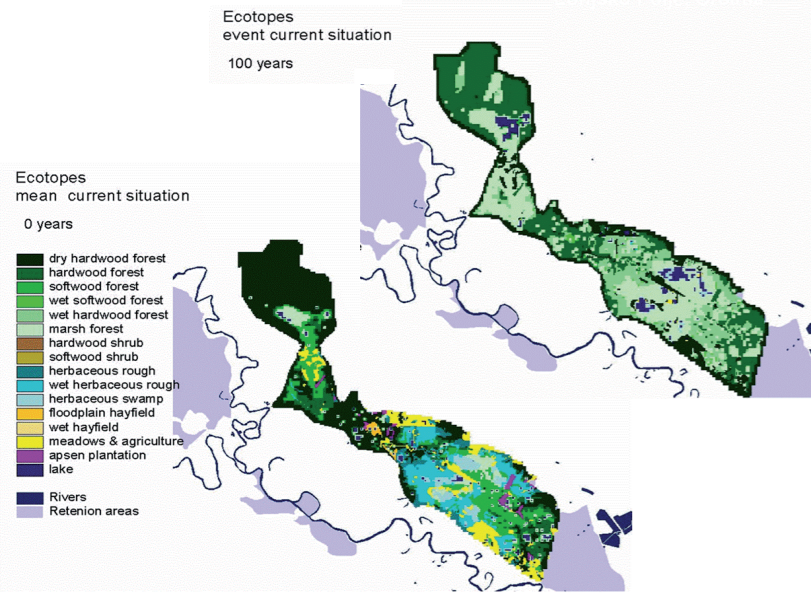 Ecotopes
event current situation
100 years
Ecotopes
mean current situation
0 years
dry hardwood forest
hardwood forest
softwood forest
wet softwood forest
wet hardwood forest
marsh forest
hardwood shrub
softwood shrub
herbaceous rough
wet herbaceous rough
herbaceous swamp
floodplain hayfield
wet hayfield
meadows & agriculture
apsen plantation
lake
Rivers
Retenion areas